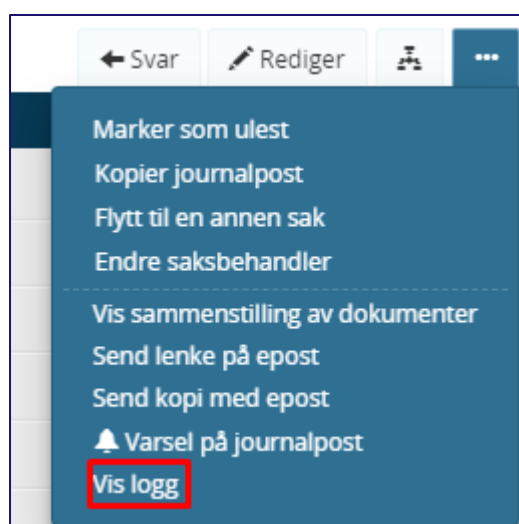 Svar Rediger
Marker som ulest
Kopier journalpost
Flytt til en annen sak
Endre saksbehandler
Vis sammenstilling av dokumenter
Send lenke på epost
Send kopi med epost
Varsel på journalpost
Vis logg